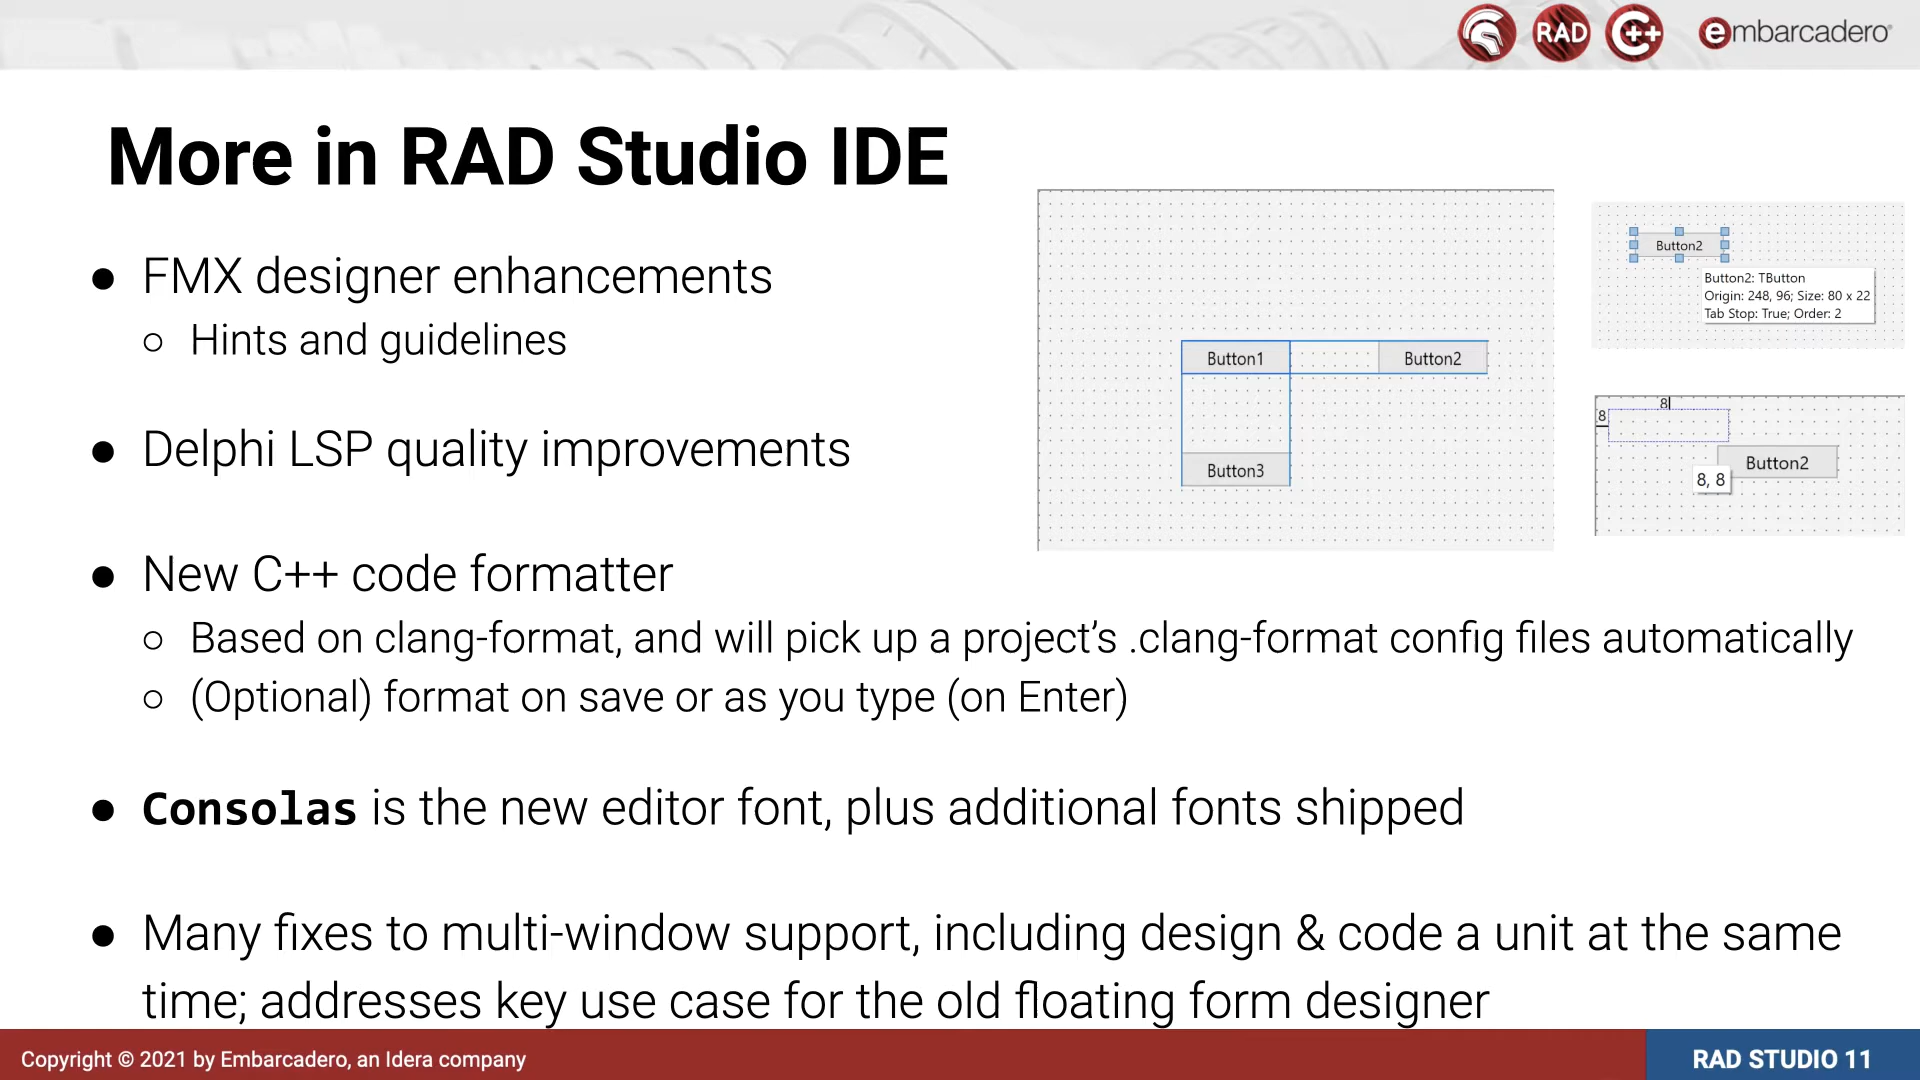 RAD
C++
embarcadero®
More in RAD Studio IDE
● FMX designer enhancements
○ Hints and guidelines
● Delphi LSP quality improvements
● New C++ code formatter
○ Based on clang-format, and will pick up a project’s .clang-format config files automatically
○ (Optional) format on save or as you type (on Enter)
● Consolas is the new editor font, plus additional fonts shipped
● Many fixes to multi-window support, including design & code a unit at the same
time; addresses key use case for the old floating form designer
Button1
Button2
Button3
Button2
Button2: TButton
Origin: 248, 96; Size: 80 x 22
Tab Stop: True; Order: 2
8
8
Button2
8, 8
Copyright © 2021 by Embarcadero, an Idera company
RAD STUDIO 11